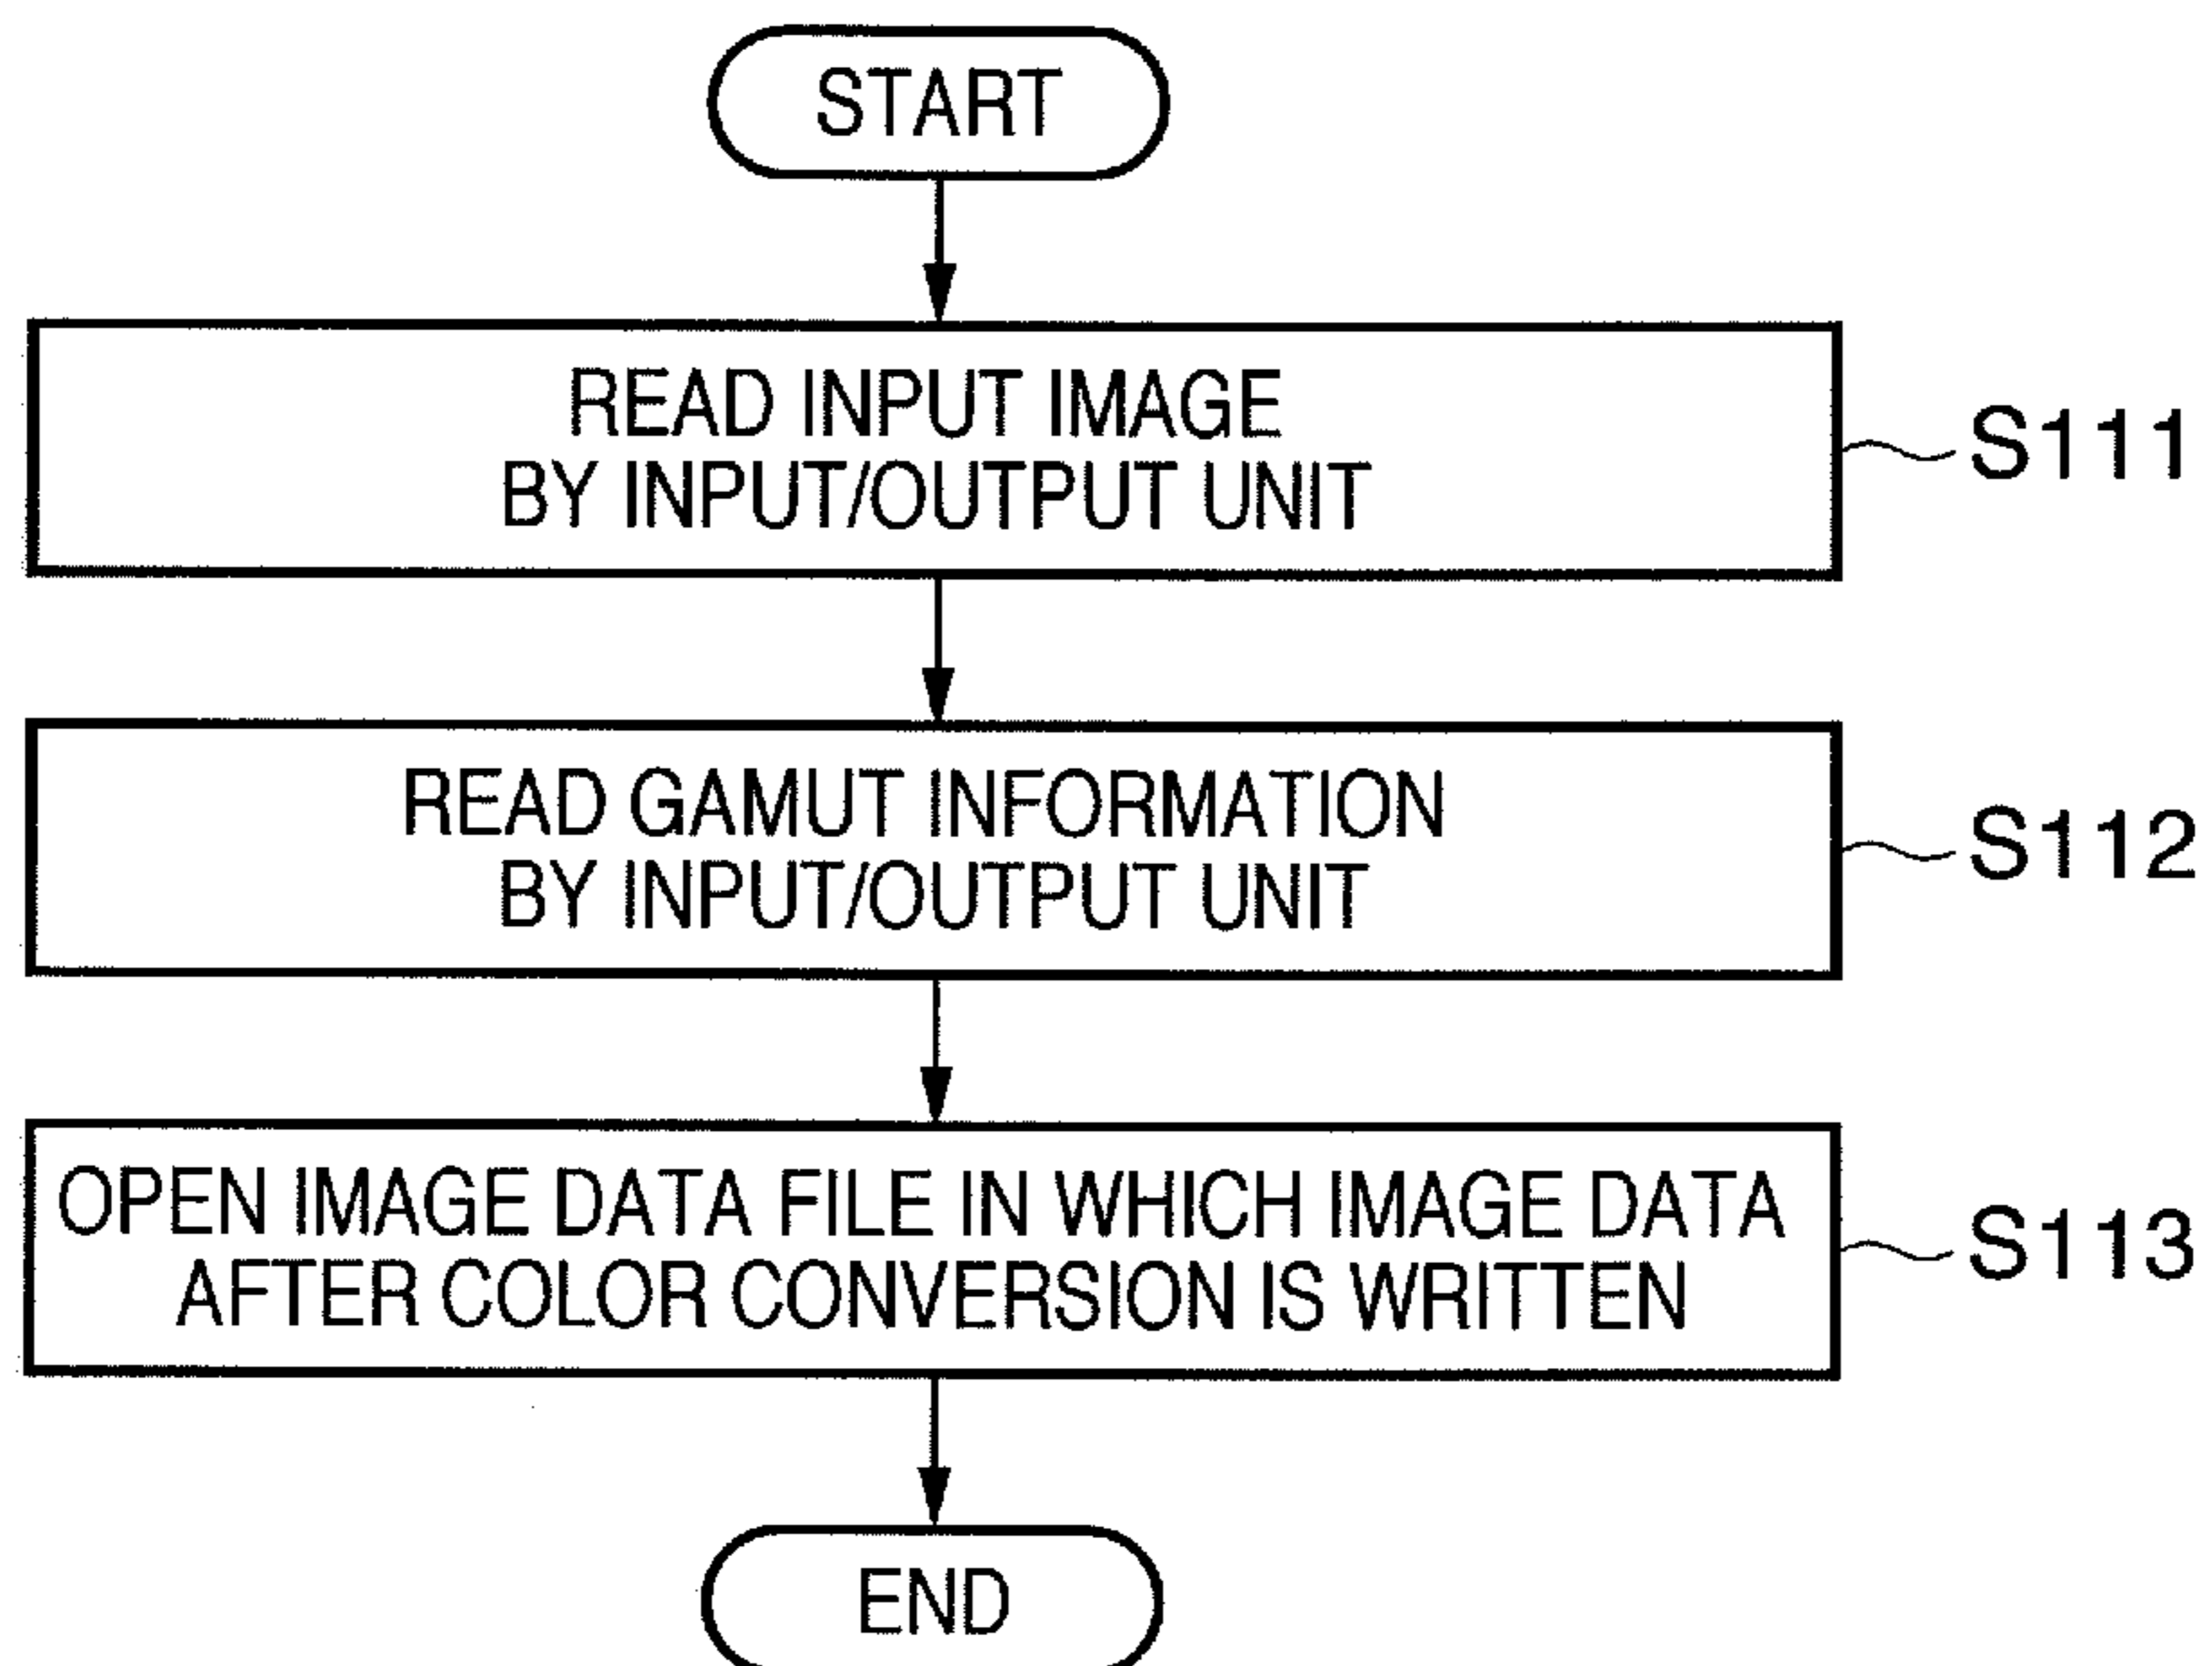 START
READ INPUT IMAGE
BY INPUT/OUTPUT UNIT
S111
READ GAMUT INFORMATION
BY INPUT/OUTPUT UNIT
S112
OPEN IMAGE DATA FILE IN WHICH IMAGE DATA
AFTER COLOR CONVERSION IS WRITTEN
S113
END